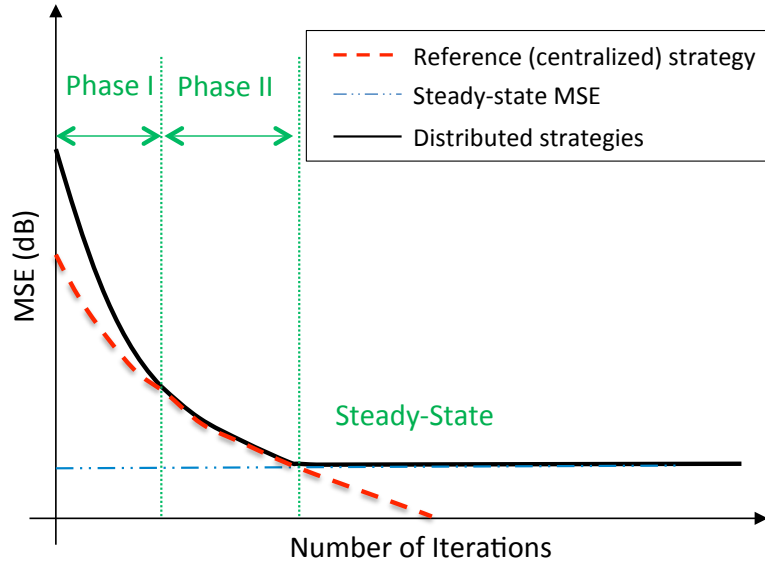 Reference (centralized) strategy
Steady-state MSE
Distributed strategies
Phase I
Phase II
MSE (dB)
Steady-State
Number of Iterations